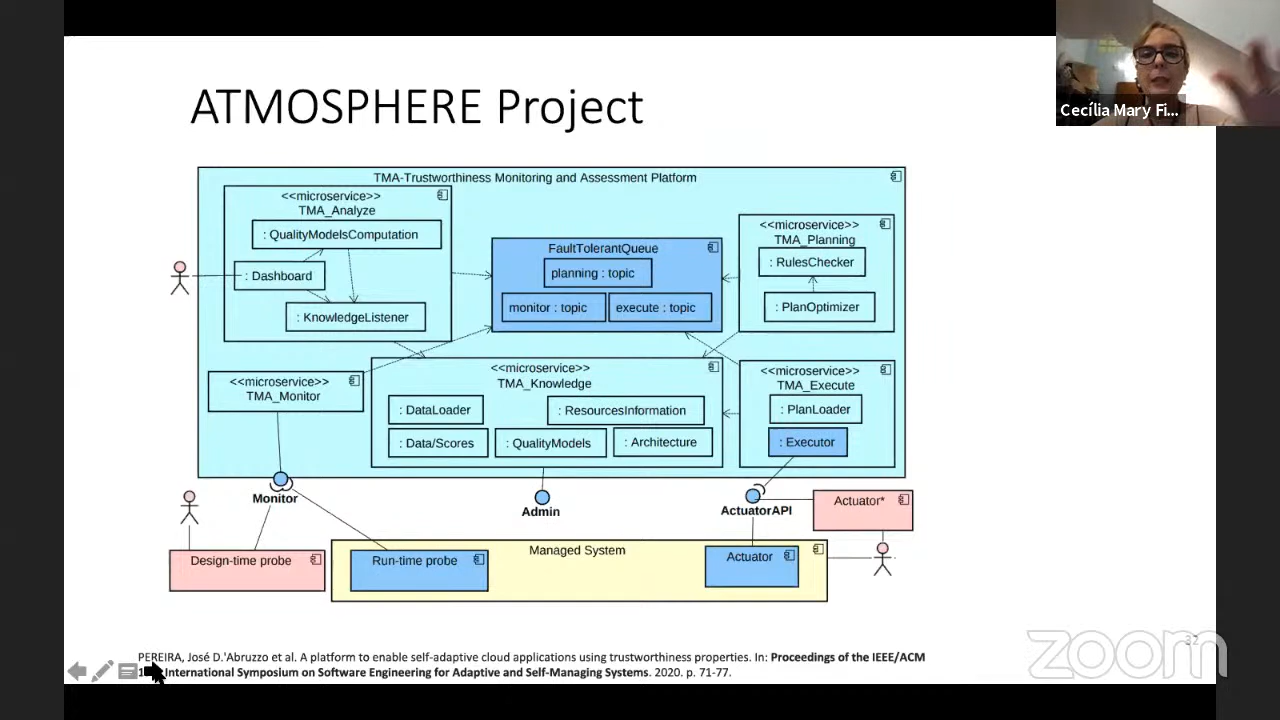 ATMOSPHERE Project
Cecília Mary Fi...
TMA-Trustworthiness Monitoring and Assessment Platform
<<microservice>>
TMA_Analyze
: QualityModelsComputation
: Dashboard
: KnowledgeListener
FaultTolerantQueue
planning : topic
monitor : topic
execute : topic
<<microservice>>
TMA_Planning
: RulesChecker
: PlanOptimizer
<<microservice>>
TMA_Monitor
<<microservice>>
TMA_Knowledge
: DataLoader
: ResourcesInformation
: Data/Scores
: QualityModels
: Architecture
<<microservice>>
TMA_Execute
: PlanLoader
: Executor
Monitor
Admin
ActuatorAPI
Actuator*
Design-time probe
Managed System
Run-time probe
Actuator
PEREIRA, José D.'Abruzzo et al. A platform to enable self-adaptive cloud applications using trustworthiness properties. In: Proceedings of the IEEE/ACM
International Symposium on Software Engineering for Adaptive and Self-Managing Systems. 2020. p. 71-77.
32
zoom